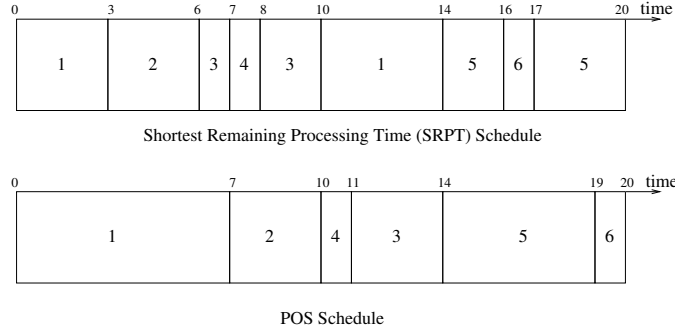 0 3 6 7 8 10 14 16 17 20 time
1 2 3 4 3 1 5 6 5
Shortest Remaining Processing Time (SRPT) Schedule
0 7 10 11 14 19 20 time
1 2 4 3 5 6
POS Schedule